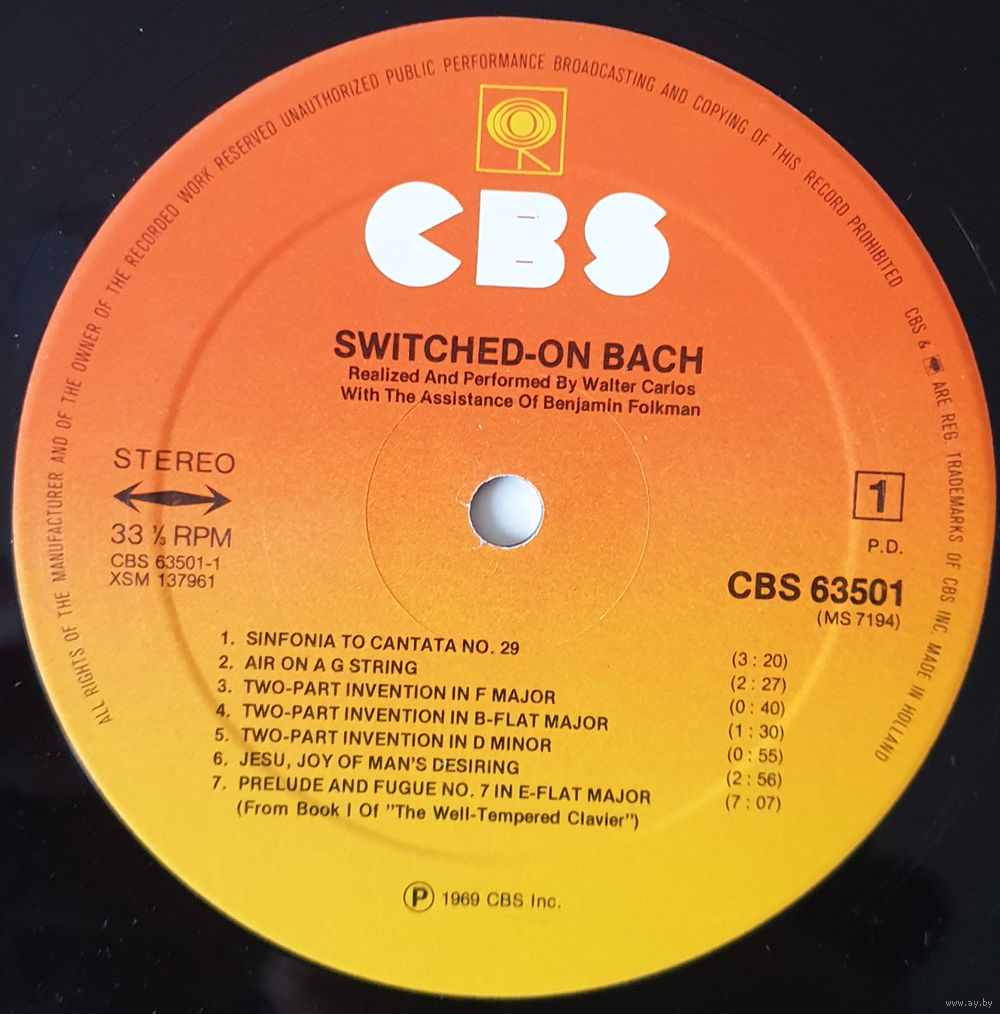 ALL RIGHTS OF THE MANUFACTURER AND OF THE OWNER OF THE RECORDED WORK RESERVED UNAUTHORIZED PUBLIC PERFORMANCE BROADCASTING AND COPYING OF THIS RECORD PROHIBITED CBS & ARE REG. TRADEMARKS OF CBS INC. MADE IN HOLLAND
CBS
SWITCHED-ON BACH
Realized And Performed By Walter Carlos
With The Assistance Of Benjamin Folkman
STEREO
33 ⅓ RPM
CBS 63501-1
XSM 137961
1
P.D.
CBS 63501
(MS 7194)
1. SINFONIA TO CANTATA NO. 29 (3 : 20)
2. AIR ON A G STRING (2 : 27)
3. TWO-PART INVENTION IN F MAJOR (0 : 40)
4. TWO-PART INVENTION IN B-FLAT MAJOR (1 : 30)
5. TWO-PART INVENTION IN D MINOR (0 : 55)
6. JESU, JOY OF MAN'S DESIRING (2 : 56)
7. PRELUDE AND FUGUE NO. 7 IN E-FLAT MAJOR (7 : 07)
(From Book I Of "The Well-Tempered Clavier")
℗ 1969 CBS Inc.
www.ay.by